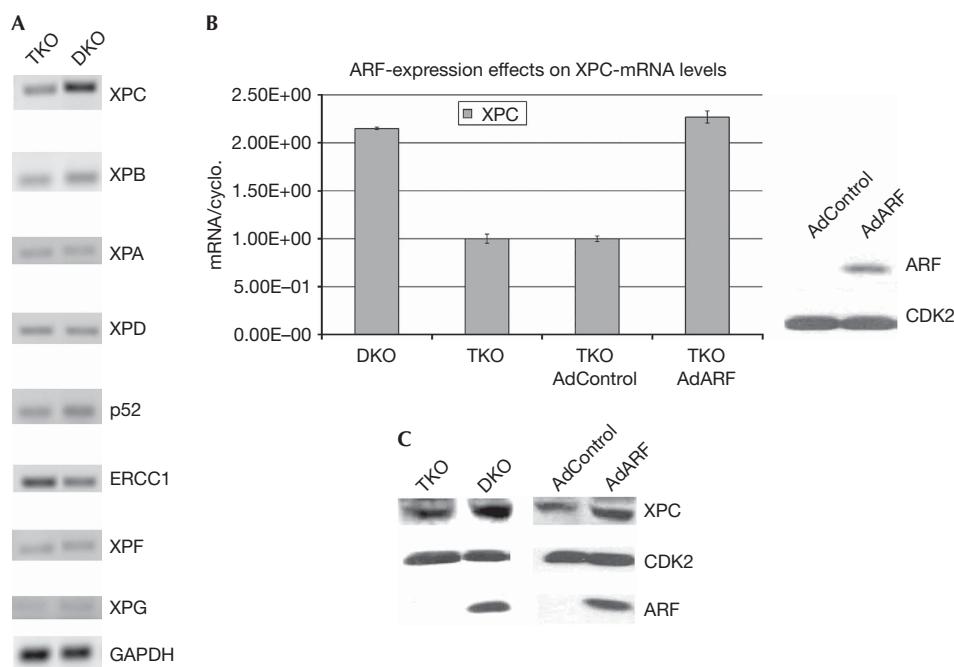 A
TKO DKO
XPC
XPB
XPA
XPD
p52
ERCC1
XPF
XPG
GAPDH
B
ARF-expression effects on XPC-mRNA levels
mRNA/cyclo.
2.50E+00
2.00E+00
1.50E+00
1.00E+00
5.00E−01
0.00E−00
XPC
DKO
TKO
TKO AdControl
TKO AdARF
AdControl AdARF
ARF
CDK2
C
TKO DKO AdControl AdARF
XPC
CDK2
ARF